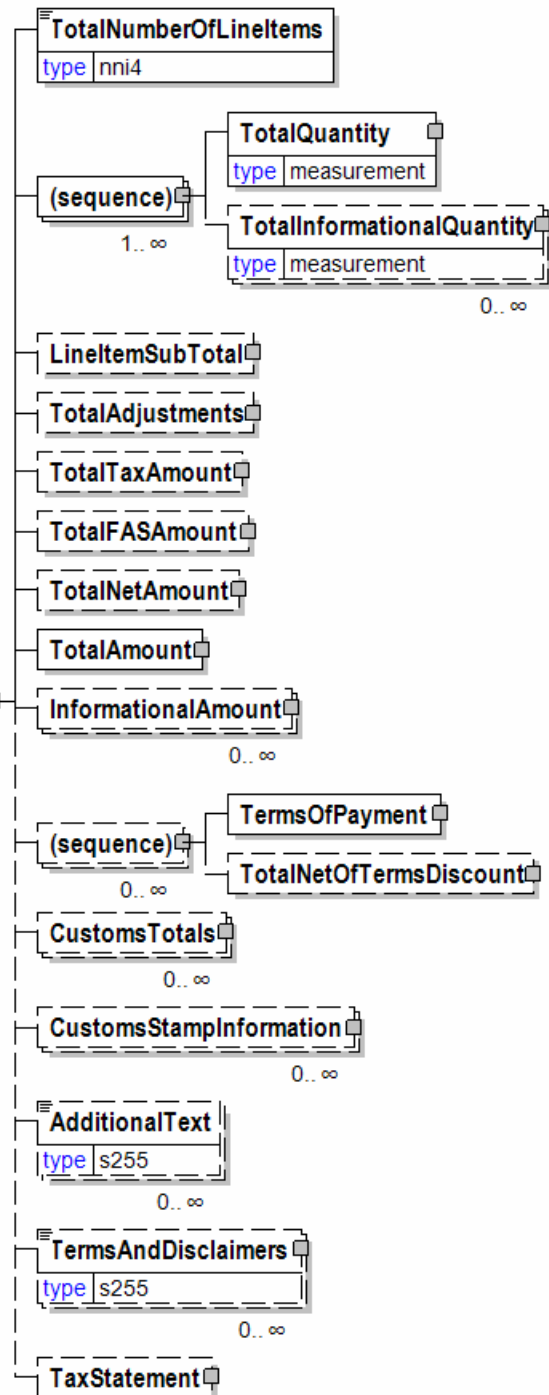 TotalNumberOfLineItems
type nni4
TotalQuantity
type measurement
(sequence)
1.. ∞
TotalInformationalQuantity
type measurement
0.. ∞
LineItemSubTotal
TotalAdjustments
TotalTaxAmount
TotalFASAmount
TotalNetAmount
TotalAmount
InformationalAmount
0.. ∞
TermsOfPayment
(sequence)
0.. ∞
TotalNetOfTermsDiscount
CustomsTotals
0.. ∞
CustomsStampInformation
0.. ∞
AdditionalText
type s255
0.. ∞
TermsAndDisclaimers
type s255
0.. ∞
TaxStatement